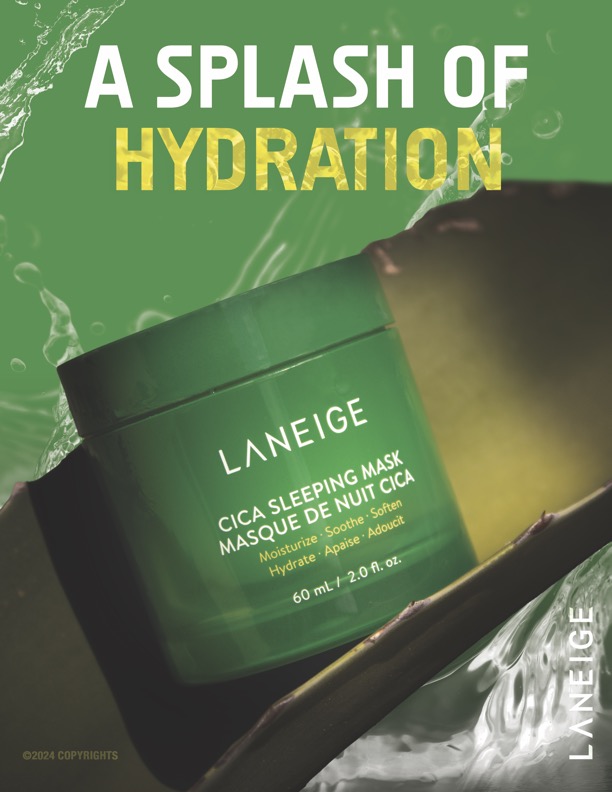 A SPLASH OF
HYDRATION
LANEIGE
CICA SLEEPING MASK
MASQUE DE NUIT CICA
Moisturize · Soothe · Soften
Hydrate · Apaise · Adoucit
60 mL / 2.0 fl. oz.
LANEIGE
©2024 COPYRIGHTS